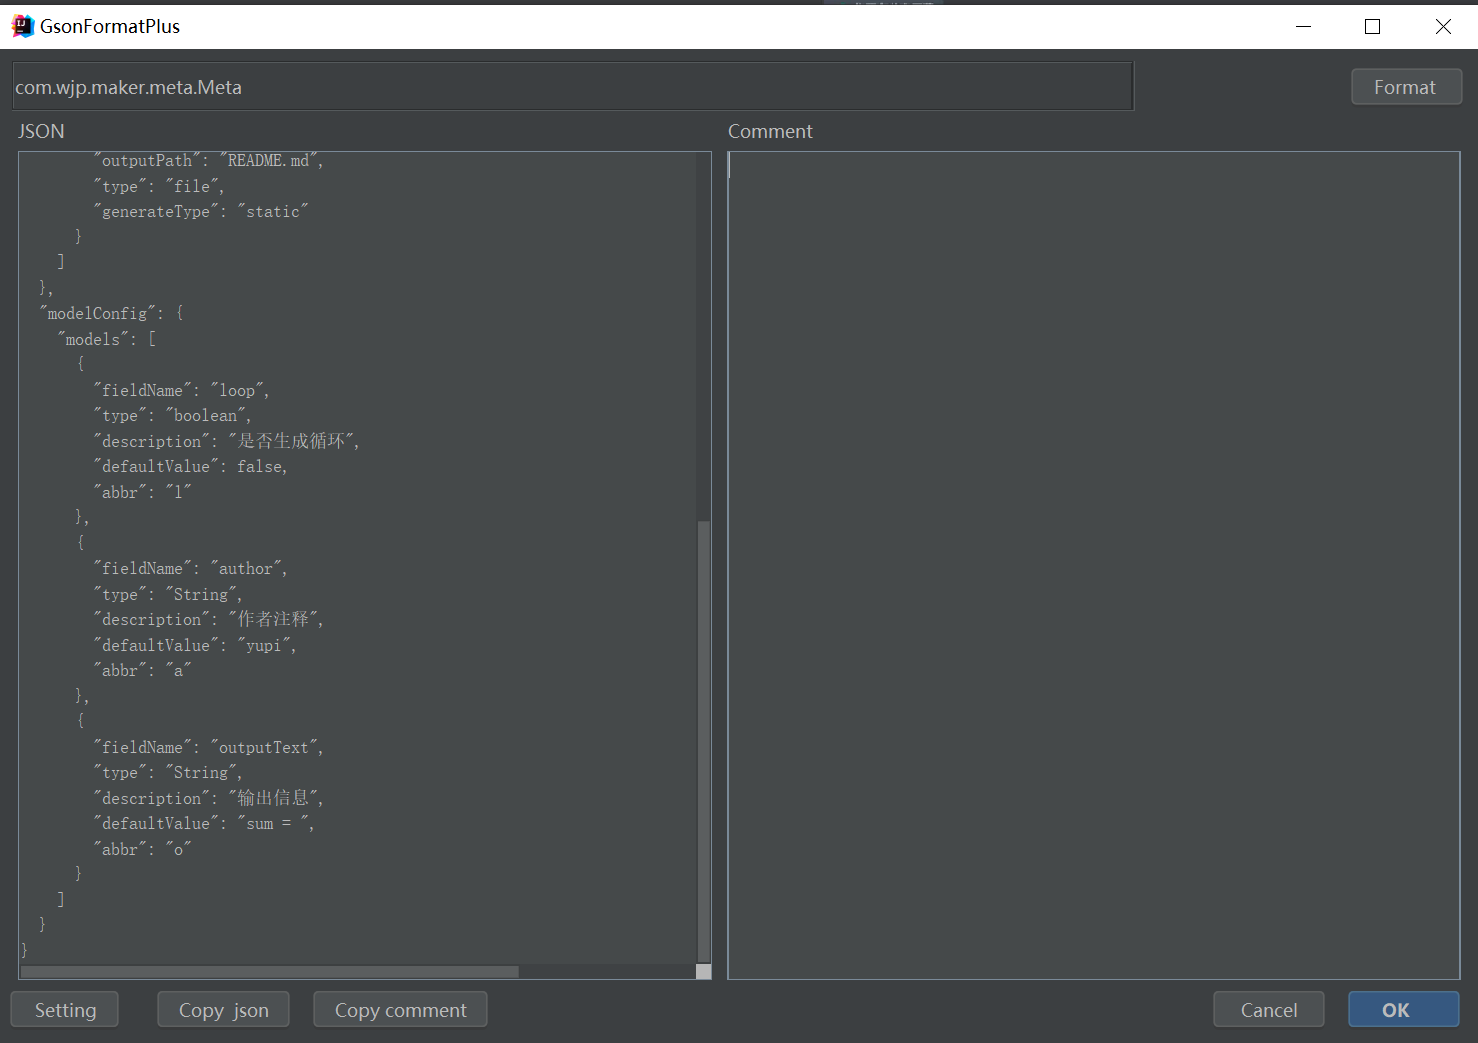 GsonFormatPlus
com.wjp.maker.meta.Meta
Format
JSON
Comment
"outputPath": "README.md",
"type": "file",
"generateType": "static"
}
]
},
"modelConfig": {
"models": [
{
"fieldName": "loop",
"type": "boolean",
"description": "是否生成循环",
"defaultValue": false,
"abbr": "l"
},
{
"fieldName": "author",
"type": "String",
"description": "作者注释",
"defaultValue": "yupi",
"abbr": "a"
},
{
"fieldName": "outputText",
"type": "String",
"description": "输出信息",
"defaultValue": "sum = ",
"abbr": "o"
}
]
}
}
Setting
Copy  json
Copy comment
Cancel
OK